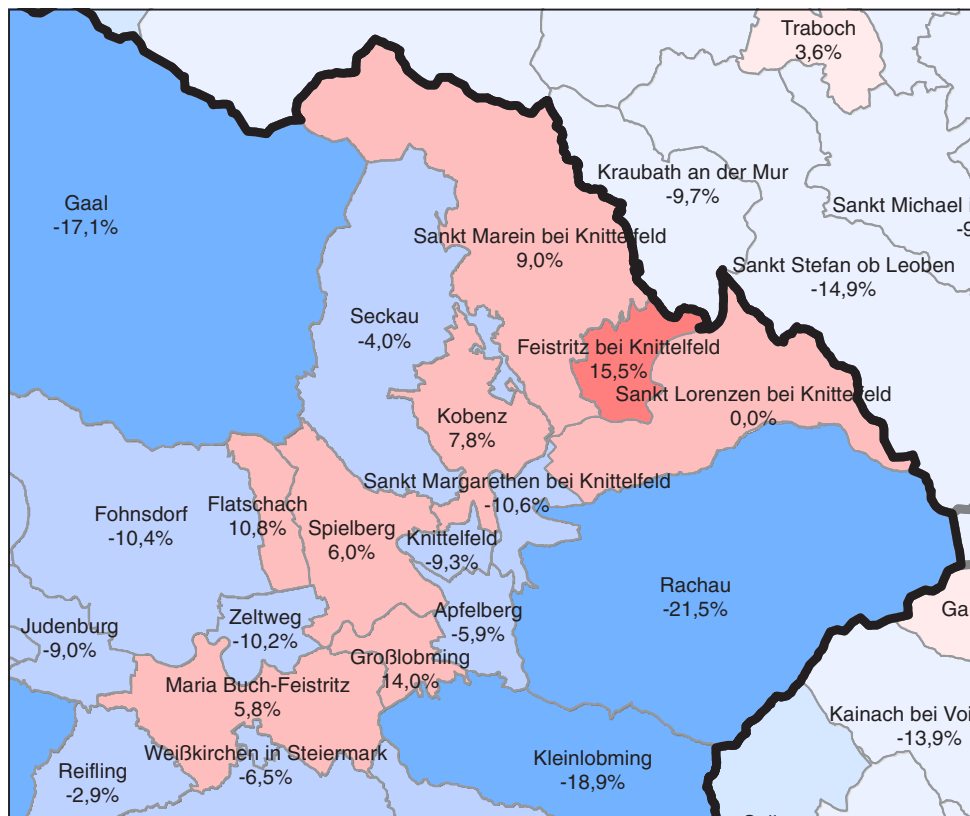 Traboch
3,6%
Kraubath an der Mur
-9,7%
Gaal
-17,1%
Sankt Michael
Sankt Marein bei Knittelfeld
9,0%
Sankt Stefan ob Leoben
-14,9%
Seckau
-4,0%
Feistritz bei Knittelfeld
15,5%
Sankt Lorenzen bei Knittelfeld
0,0%
Kobenz
7,8%
Sankt Margarethen bei Knittelfeld
-10,6%
Flatschach
10,8%
Fohnsdorf
-10,4%
Spielberg
6,0%
Knittelfeld
-9,3%
Rachau
-21,5%
Zeltweg
-10,2%
Apfelberg
-5,9%
Judenburg
-9,0%
Ga
Großlobming
14,0%
Maria Buch-Feistritz
5,8%
Kainach bei Voi
-13,9%
Weißkirchen in Steiermark
-6,5%
Kleinlobming
-18,9%
Reifling
-2,9%